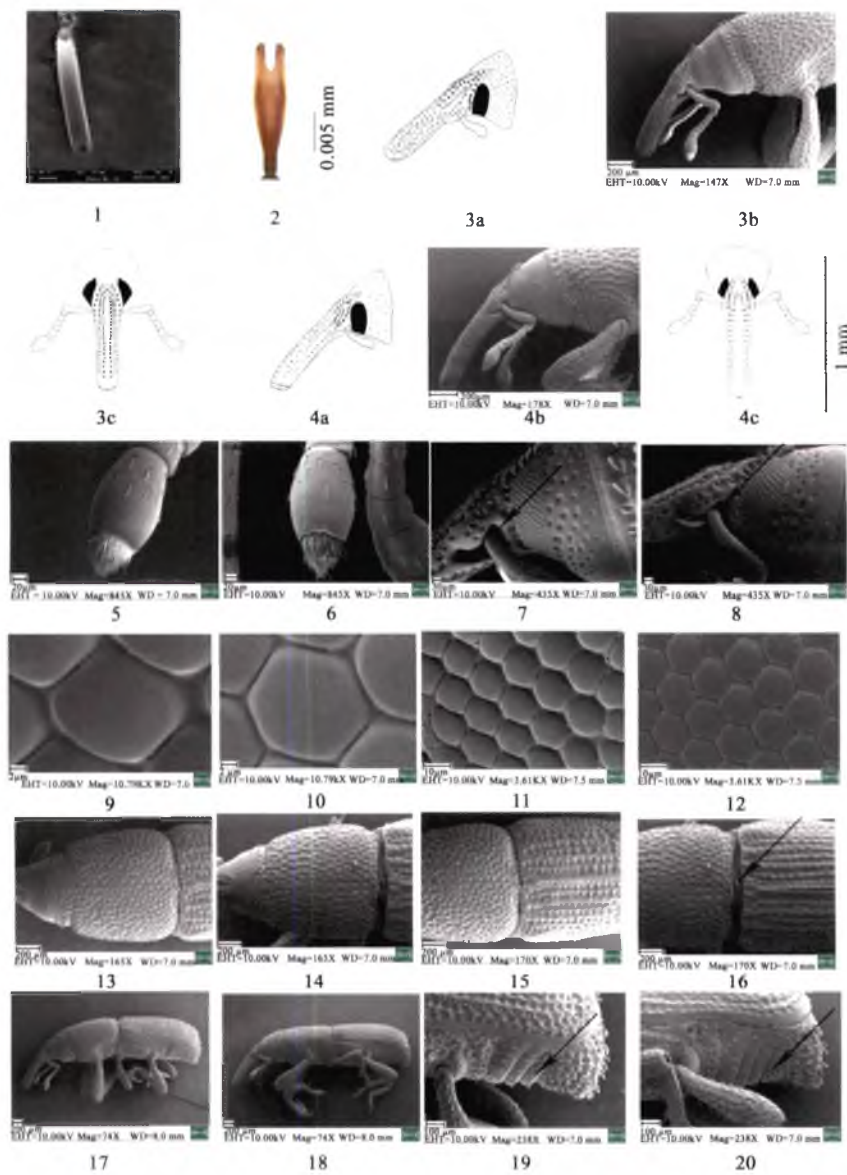 1
2
0.005 mm
3a
200 µm
EHT=10.00kV Mag=147X WD=7.0 mm
3b
3c
4a
EHT=10.00kV Mag=178X WD=7.0 mm
4b
4c
1 mm
20µm
EHT = 10.00kV Mag=845X WD = 7.0 mm
5
EHT=10.00kV Mag=845X WD=7.0 mm
6
EHT=10.00kV Mag=435X WD=7.0 mm
7
EHT=10.00kV Mag=435X WD=7.0 mm
8
2µm
EHT=10.00kV Mag=10.79KX WD=7.0
9
2 µm
EHT=10.00kV Mag=10.79kX WD=7.0 mm
10
10µm
EHT=10.00kV Mag=3.61KX WD=7.5 mm
11
10µm
EHT=10.00kV Mag=3.61KX WD=7.5 mm
12
200 µm
EHT=10.00kV Mag=165X WD=7.0 mm
13
200 µm
EHT=10.00kV Mag=165X WD=7.0 mm
14
200 µm
EHT=10.00kV Mag=170X WD=7.0 mm
15
200 µm
EHT=10.00kV Mag=170X WD=7.0 mm
16
200 µm
EHT=10.00kV Mag=74X WD=8.0 mm
17
200 µm
EHT=10.00kV Mag=74X WD=8.0 mm
18
100 µm
EHT=10.00kV Mag=238X WD=7.0 mm
19
100 µm
EHT=10.00kV Mag=238X WD=7.0 mm
20